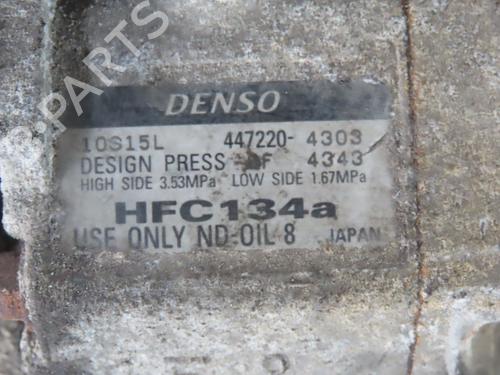 DENSO
10S15L 447220- 4303
DESIGN PRESS OF 4343
HIGH SIDE 3.53MPa LOW SIDE 1.67MPa
HFC134a
USE ONLY ND-OIL 8 JAPAN